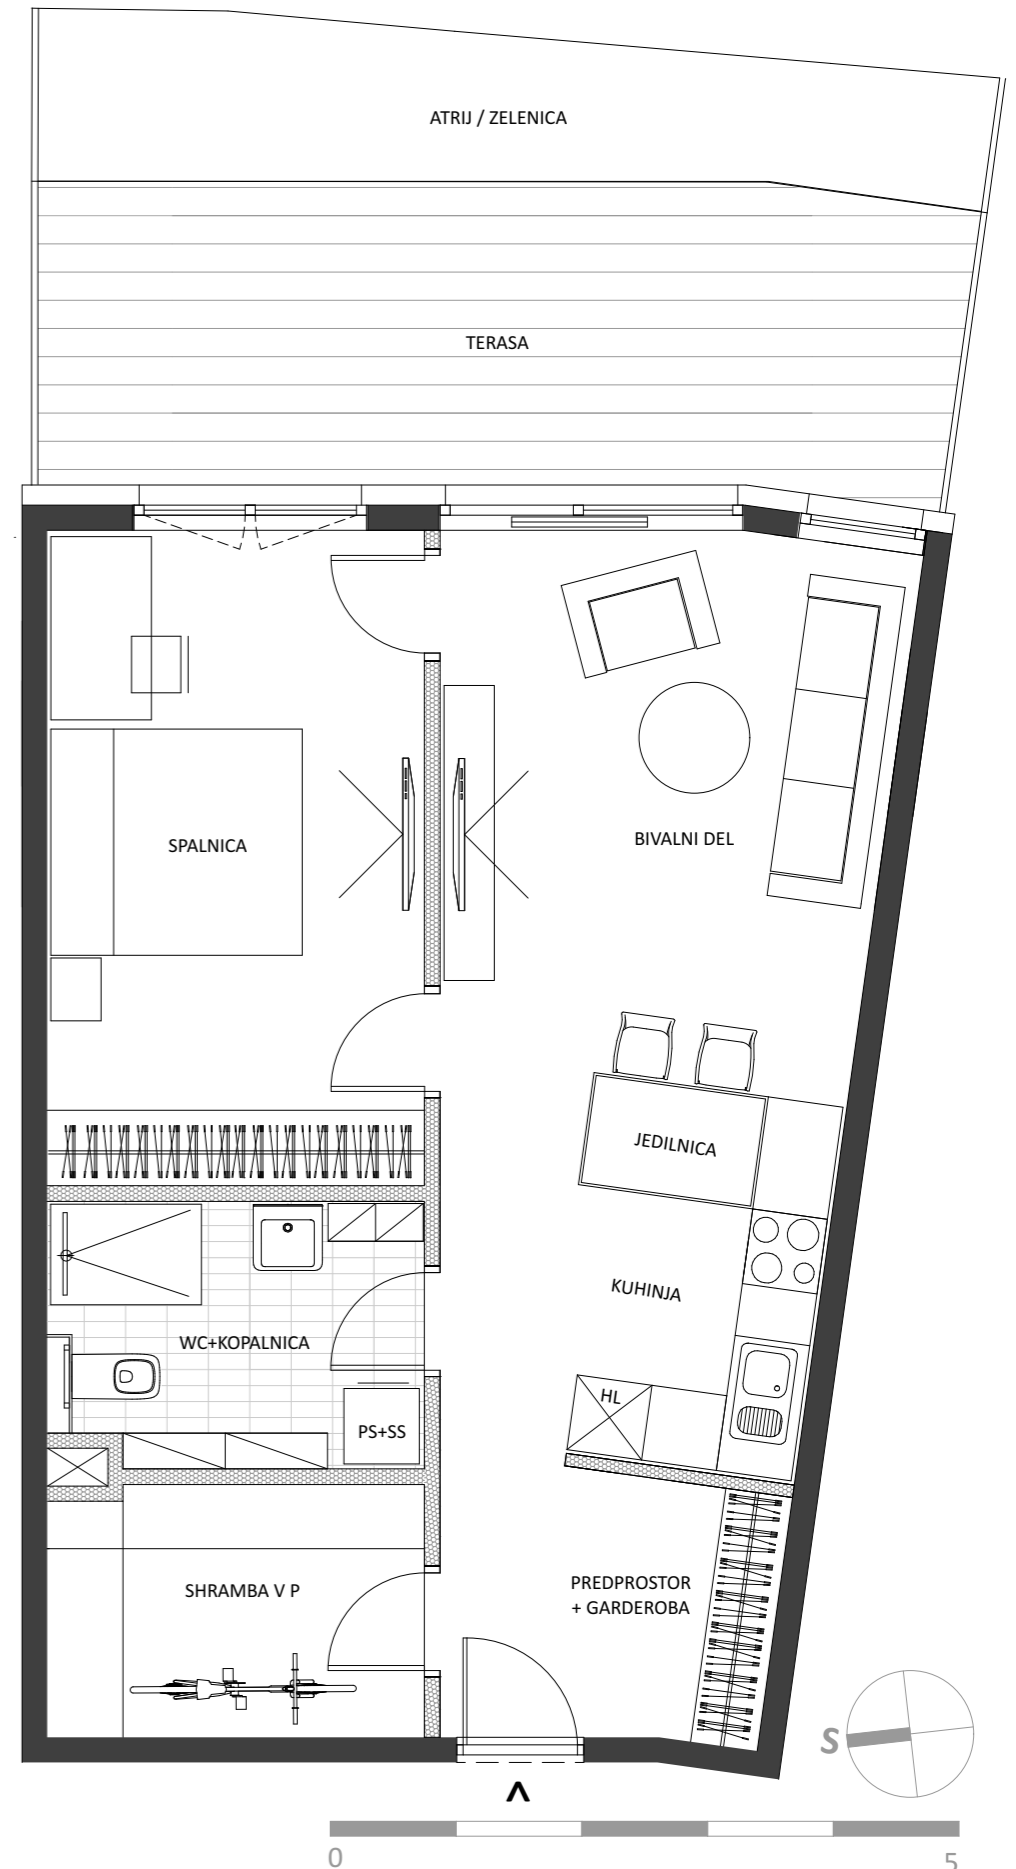 ATRIJ / ZELENICA
TERASA
SPALNICA
BIVALNI DEL
JEDILNICA
KUHINJA
WC+KOPALNICA
HL
PS+SS
SHRAMBA V P
PREDPROSTOR
+ GARDEROBA
S
0
5